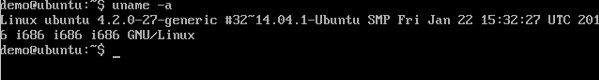 demo@ubuntu:~$ uname -a
Linux ubuntu 4.2.0-27-generic #32~14.04.1-Ubuntu SMP Fri Jan 22 15:32:27 UTC 201
6 i686 i686 i686 GNU/Linux
demo@ubuntu:~$ _